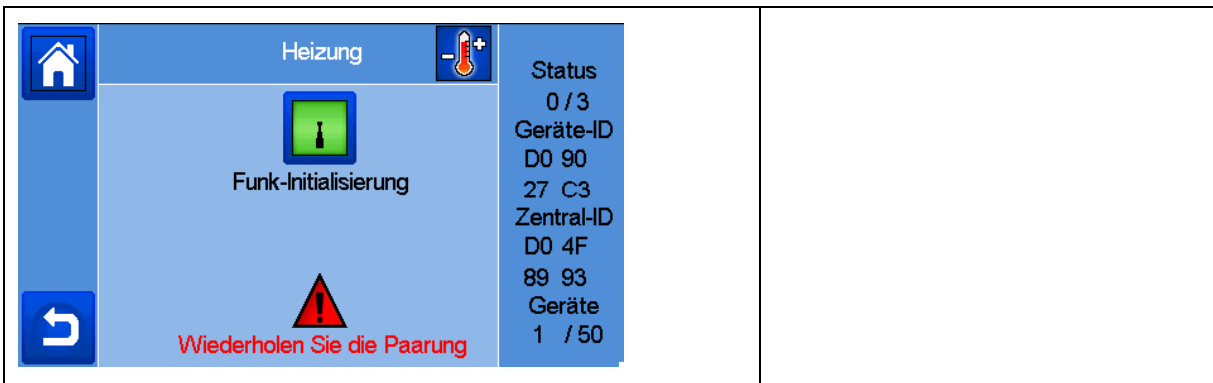 Heizung
Funk-Initialisierung
Wiederholen Sie die Paarung
Status
0 / 3
Geräte-ID
D0 90
27 C3
Zentral-ID
D0 4F
89 93
Geräte
1 / 50